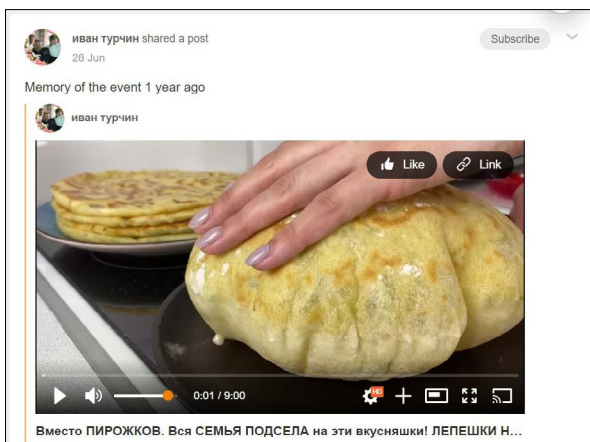 иван турчин shared a post
Subscribe
28 Jun
Memory of the event 1 year ago
иван турчин
Like
Link
0:01 / 9:00
HD
Вместо ПИРОЖКОВ. Вся СЕМЬЯ ПОДСЕЛА на эти вкусняшки! ЛЕПЕШКИ Н...